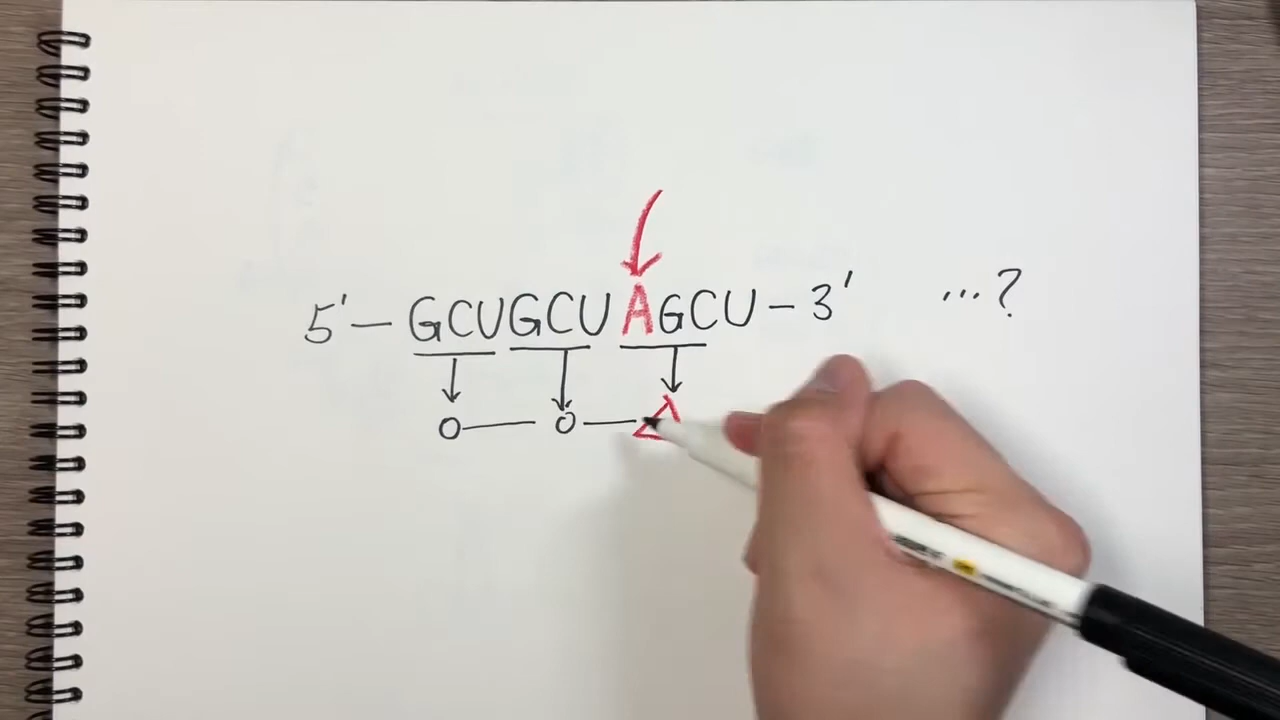 5'— GCUGCUAGCU – 3' ...?
O — O — △